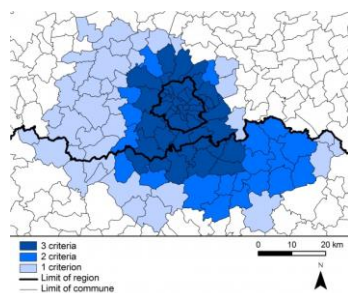 3 criteria
2 criteria
1 criterion
Limit of region
Limit of commune
0 10 20 km
N